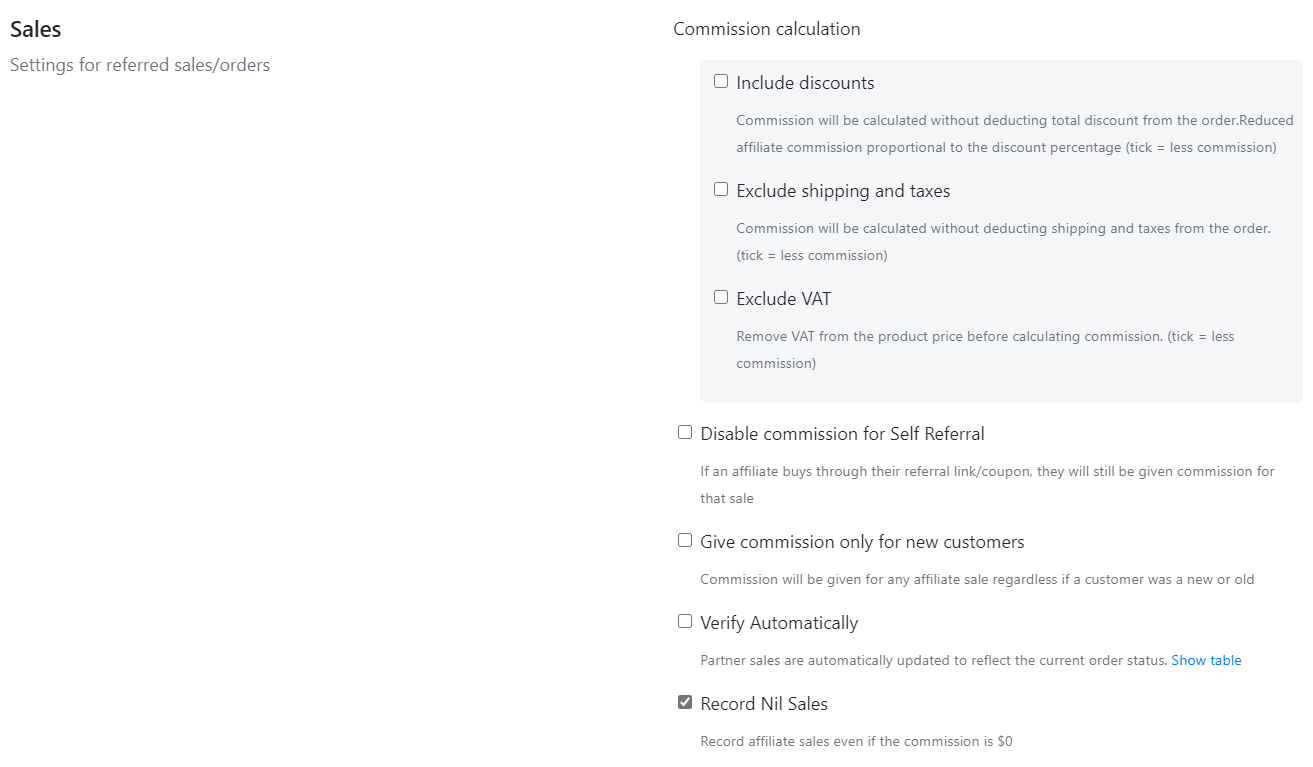 Sales
Settings for referred sales/orders
Commission calculation
Include discounts
Commission will be calculated without deducting total discount from the order.Reduced
affiliate commission proportional to the discount percentage (tick = less commission)
Exclude shipping and taxes
Commission will be calculated without deducting shipping and taxes from the order.
(tick = less commission)
Exclude VAT
Remove VAT from the product price before calculating commission. (tick = less
commission)
Disable commission for Self Referral
If an affiliate buys through their referral link/coupon, they will still be given commission for
that sale
Give commission only for new customers
Commission will be given for any affiliate sale regardless if a customer was a new or old
Verify Automatically
Partner sales are automatically updated to reflect the current order status. Show table
Record Nil Sales
Record affiliate sales even if the commission is $0